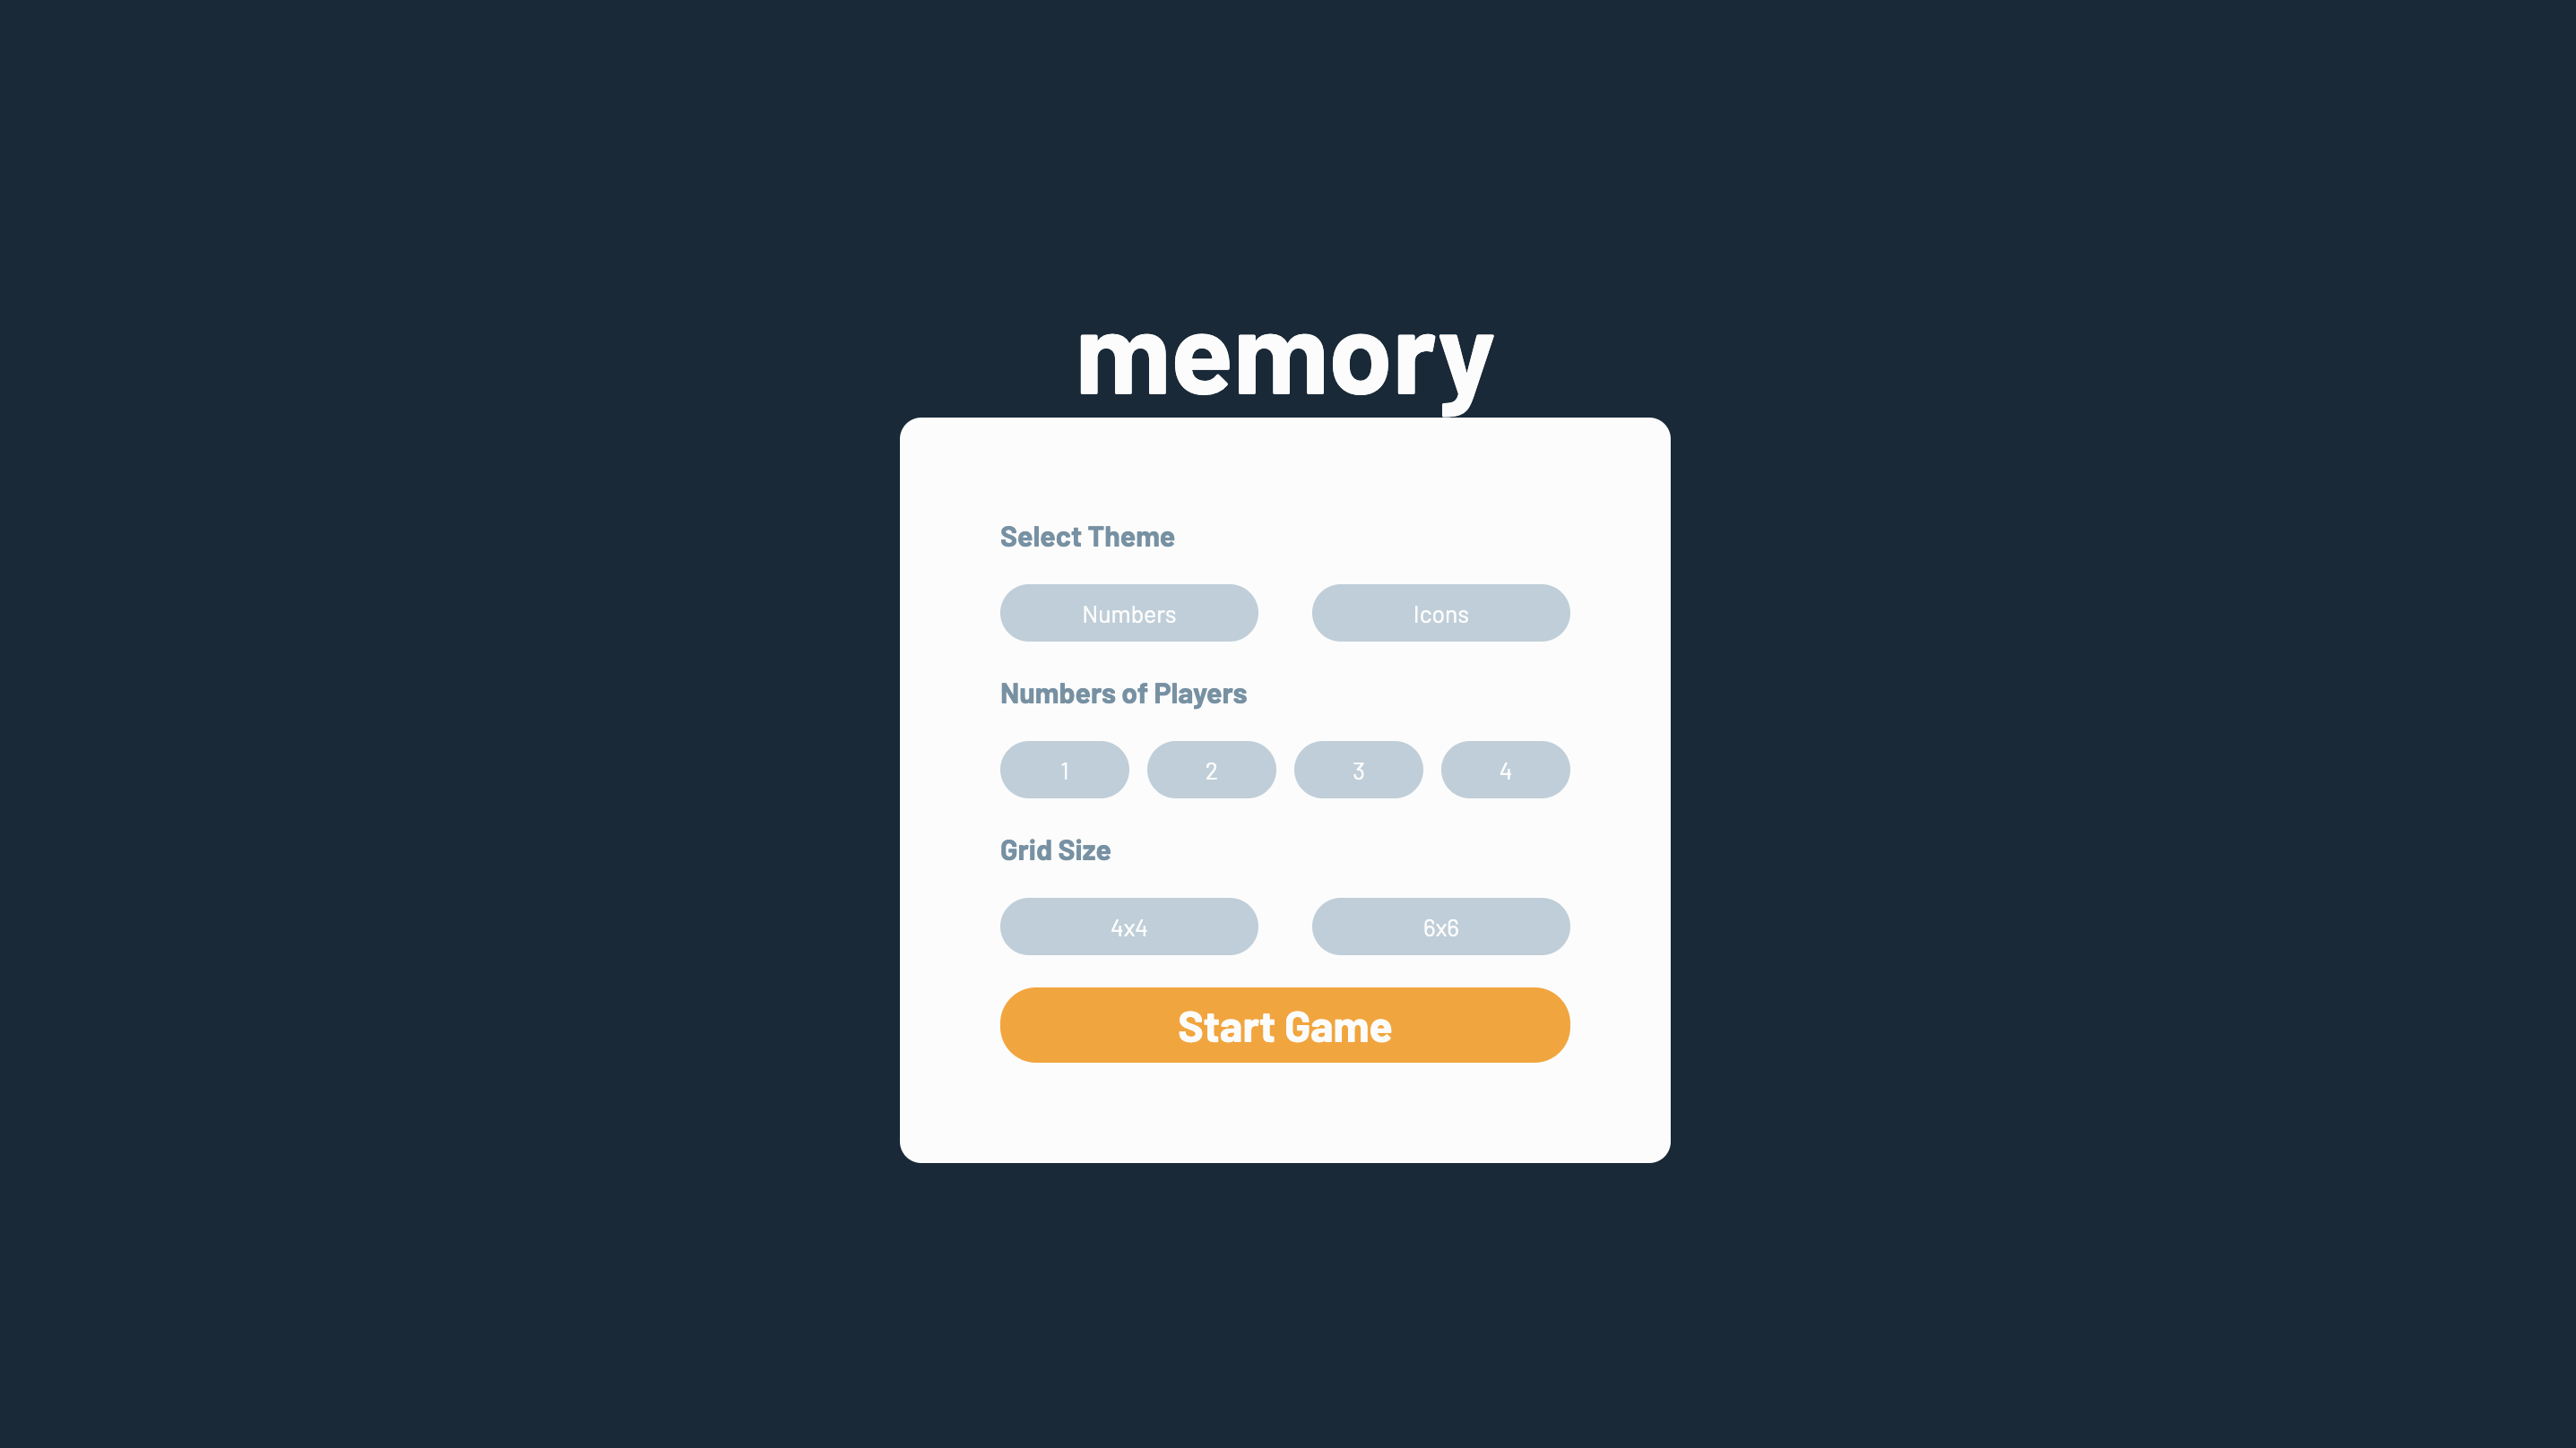 memory
Select Theme
Numbers Icons
Numbers of Players
1 2 3 4
Grid Size
4x4 6x6
Start Game